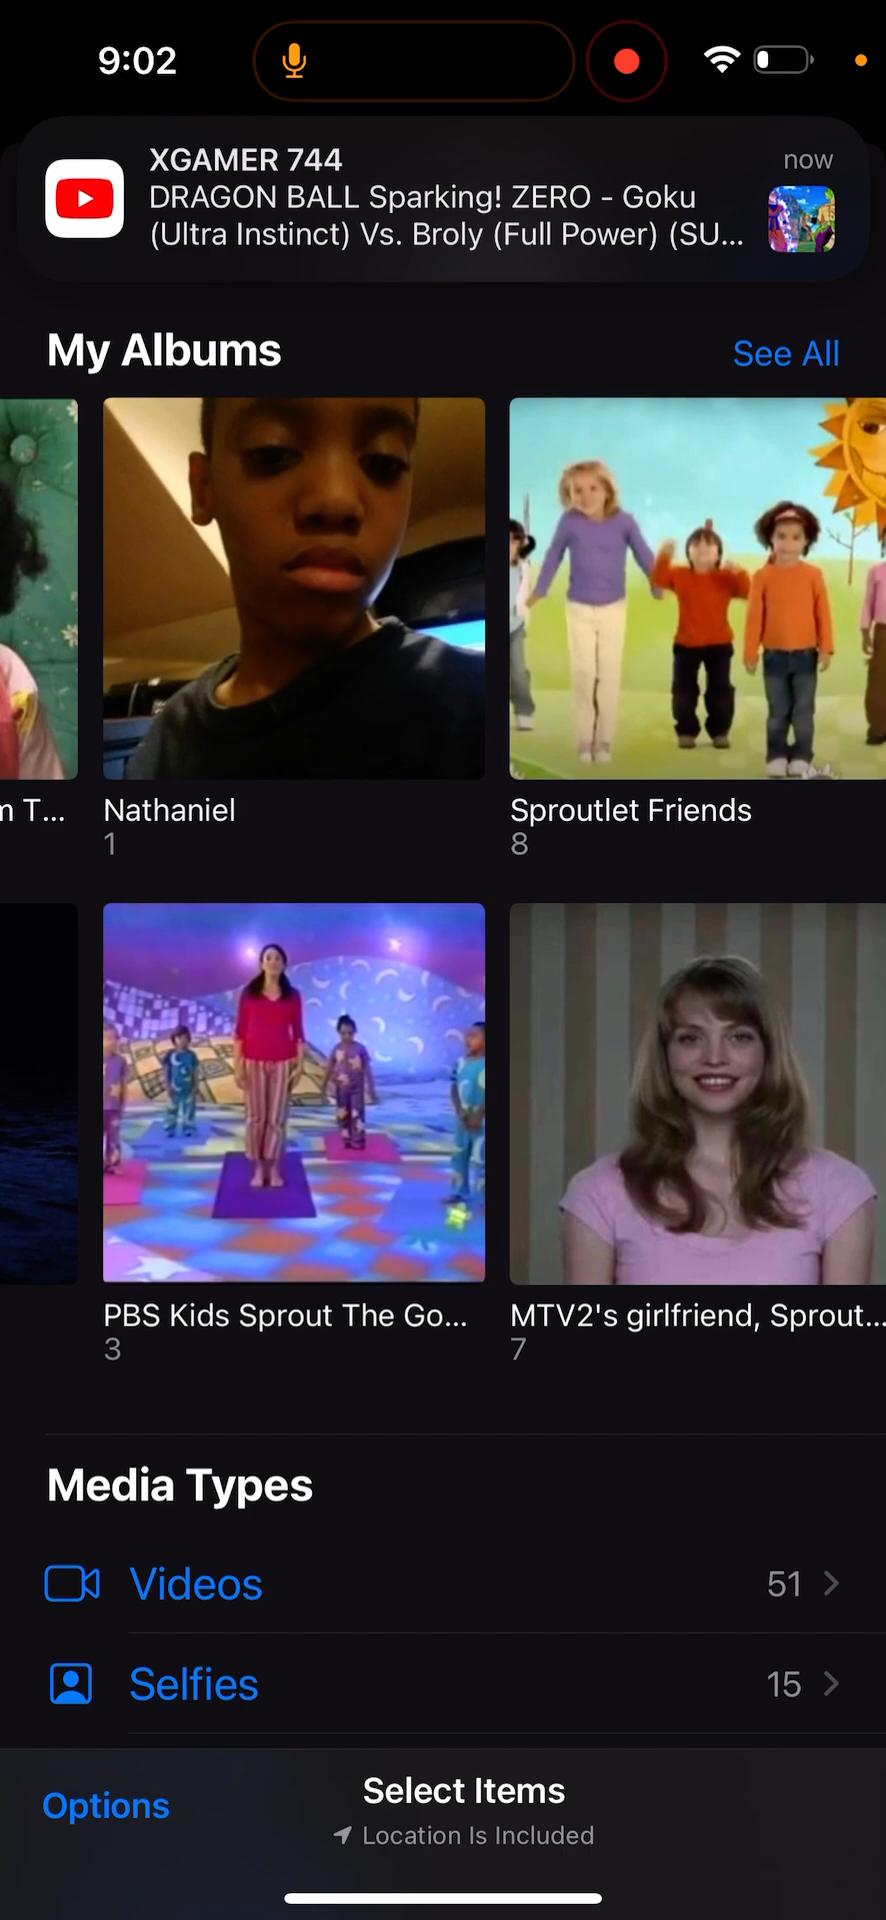 9:02
XGAMER 744
now
DRAGON BALL Sparking! ZERO - Goku
(Ultra Instinct) Vs. Broly (Full Power) (SU...
My Albums
See All
m T...
Nathaniel
1
Sproutlet Friends
8
PBS Kids Sprout The Go...
3
MTV2's girlfriend, Sprout...
7
Media Types
Videos
51
Selfies
15
Options
Select Items
Location Is Included